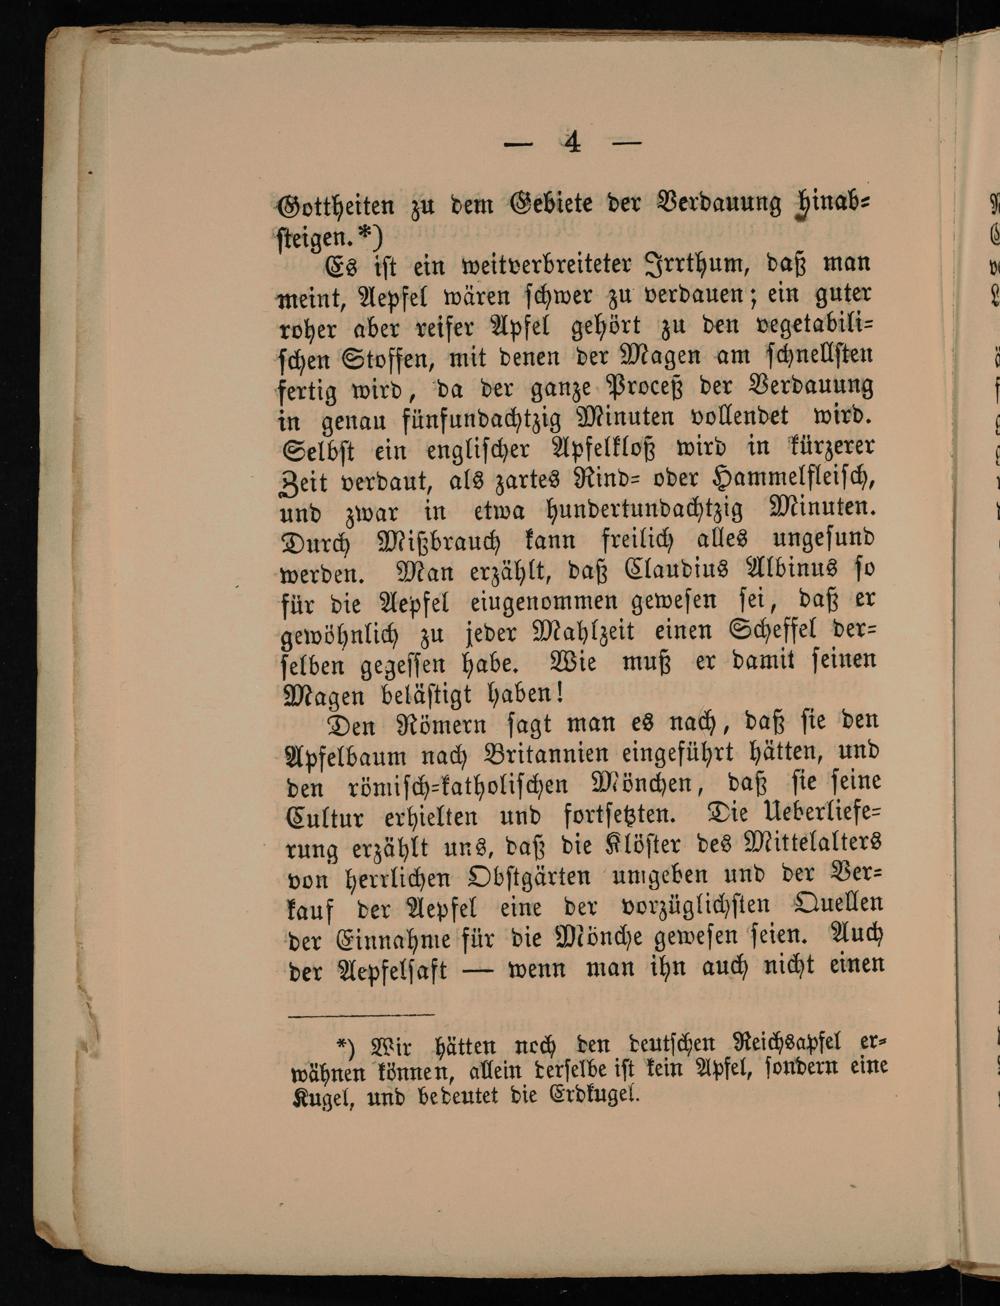 — 4 —
Gottheiten zu dem Gebiete der Verdauung hinab-
ſteigen.*)
Es iſt ein weitverbreiteter Irrthum, daß man
meint, Aepfel wären ſchwer zu verdauen; ein guter
roher aber reifer Apfel gehört zu den vegetabili-
ſchen Stoffen, mit denen der Magen am ſchnellſten
fertig wird, da der ganze Proceß der Verdauung
in genau fünfundachtzig Minuten vollendet wird.
Selbſt ein engliſcher Apfelkloß wird in kürzerer
Zeit verdaut, als zartes Rind- oder Hammelfleiſch,
und zwar in etwa hundertundachtzig Minuten.
Durch Mißbrauch kann freilich alles ungeſund
werden. Man erzählt, daß Claudius Albinus ſo
für die Aepfel eiugenommen geweſen ſei, daß er
gewöhnlich zu jeder Mahlzeit einen Scheffel der-
ſelben gegeſſen habe. Wie muß er damit ſeinen
Magen beläſtigt haben!
Den Römern ſagt man es nach, daß ſie den
Apfelbaum nach Britannien eingeführt hätten, und
den römiſch-katholiſchen Mönchen, daß ſie ſeine
Cultur erhielten und fortſetzten. Die Ueberliefe-
rung erzählt uns, daß die Klöſter des Mittelalters
von herrlichen Obſtgärten umgeben und der Ver-
kauf der Aepfel eine der vorzüglichſten Quellen
der Einnahme für die Mönche geweſen ſeien. Auch
der Aepfelſaft — wenn man ihn auch nicht einen
*) Wir hätten noch den deutſchen Reichsapfel er-
wähnen können, allein derſelbe iſt kein Apfel, ſondern eine
Kugel, und bedeutet die Erdkugel.